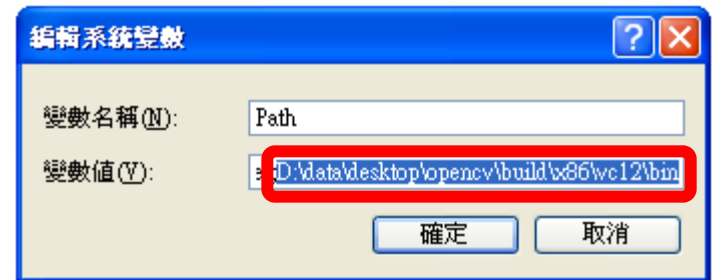 編輯系統變數
變數名稱(N):
Path
變數值(V):
D:\data\desktop\opencv\build\x86\vc12\bin
確定
取消